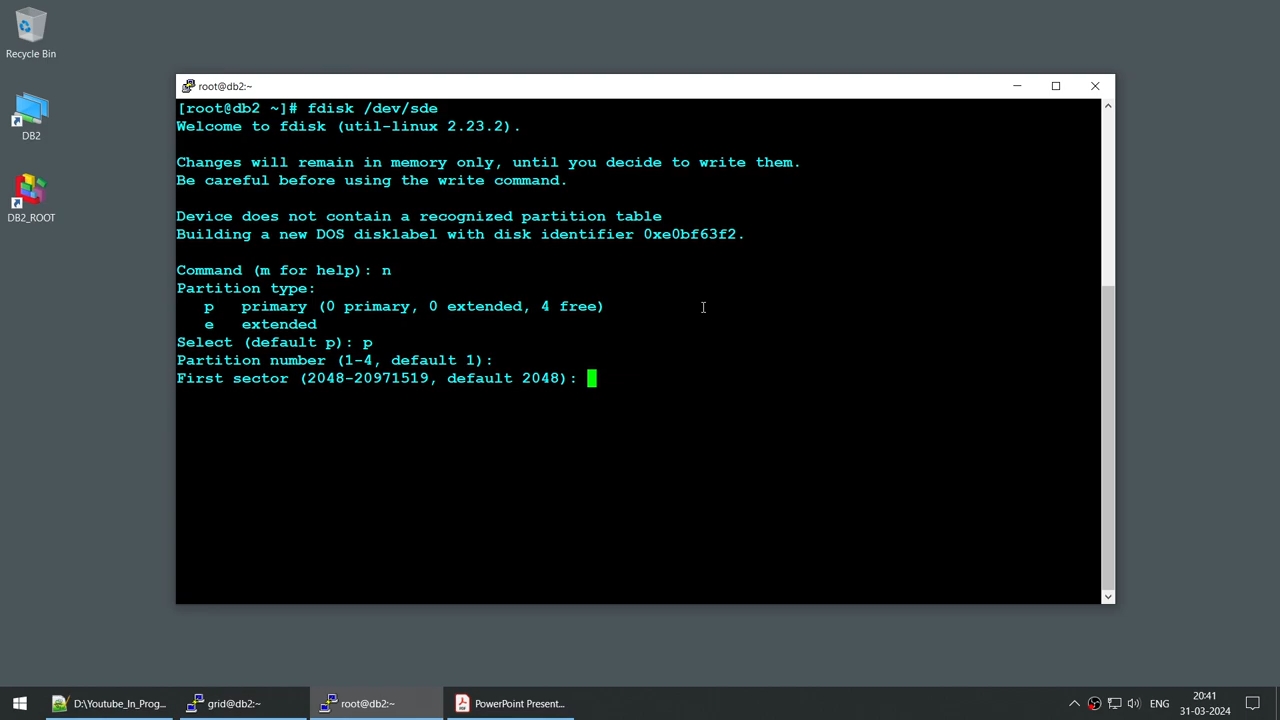 Recycle Bin
DB2
DB2_ROOT
root@db2:~
[root@db2 ~]# fdisk /dev/sde
Welcome to fdisk (util-linux 2.23.2).
Changes will remain in memory only, until you decide to write them.
Be careful before using the write command.
Device does not contain a recognized partition table
Building a new DOS disklabel with disk identifier 0xe0bf63f2.
Command (m for help): n
Partition type:
p   primary (0 primary, 0 extended, 4 free)
e   extended
Select (default p): p
Partition number (1-4, default 1):
First sector (2048-20971519, default 2048):
D:\Youtube_In_Prog...
grid@db2:~
root@db2:~
PowerPoint Present...
ENG
20:41
31-03-2024